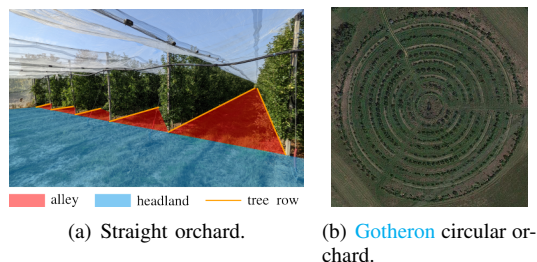 alley headland tree row
(a) Straight orchard.
(b) Gotheron circular or-
chard.